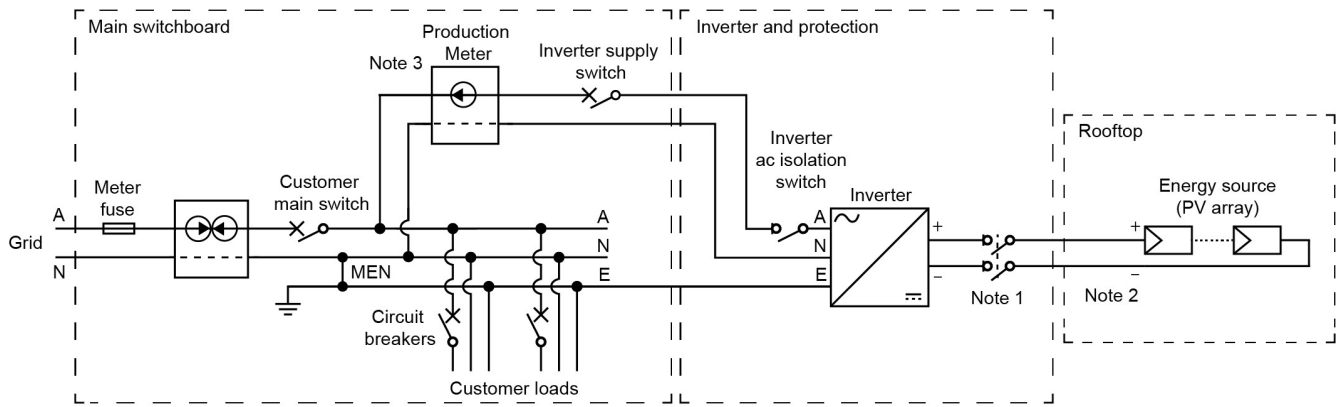 Main switchboard
Production
Meter
Note 3
Inverter supply
switch
Inverter and protection
Rooftop
Inverter
ac isolation
switch
Energy source
(PV array)
Meter
fuse
Customer
main switch
Inverter
A
A
A
+
+
Grid
N
N
N
MEN
E
E
–
–
Note 1
Note 2
Circuit
breakers
Customer loads